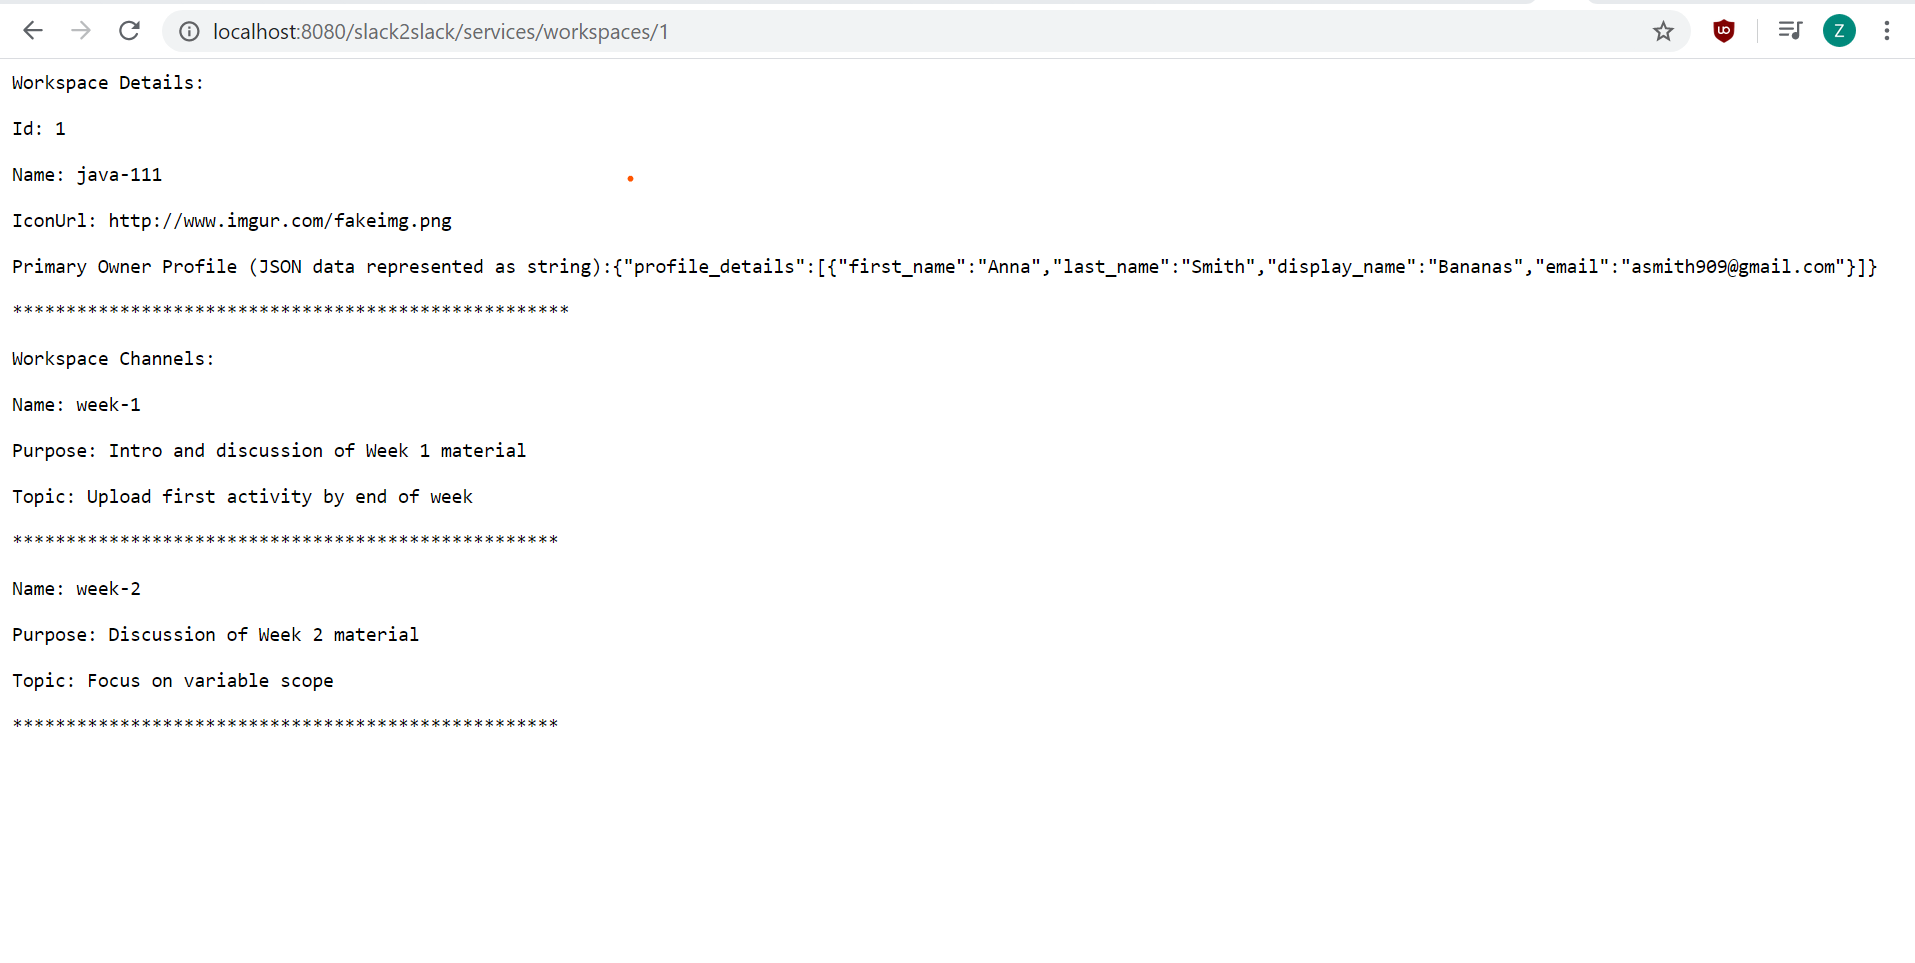 localhost:8080/slack2slack/services/workspaces/1
Z
Workspace Details:
Id: 1
Name: java-111
IconUrl: http://www.imgur.com/fakeimg.png
Primary Owner Profile (JSON data represented as string):{"profile_details":[{"first_name":"Anna","last_name":"Smith","display_name":"Bananas","email":"asmith909@gmail.com"}]}
****************************************************
Workspace Channels:
Name: week-1
Purpose: Intro and discussion of Week 1 material
Topic: Upload first activity by end of week
***************************************************
Name: week-2
Purpose: Discussion of Week 2 material
Topic: Focus on variable scope
***************************************************